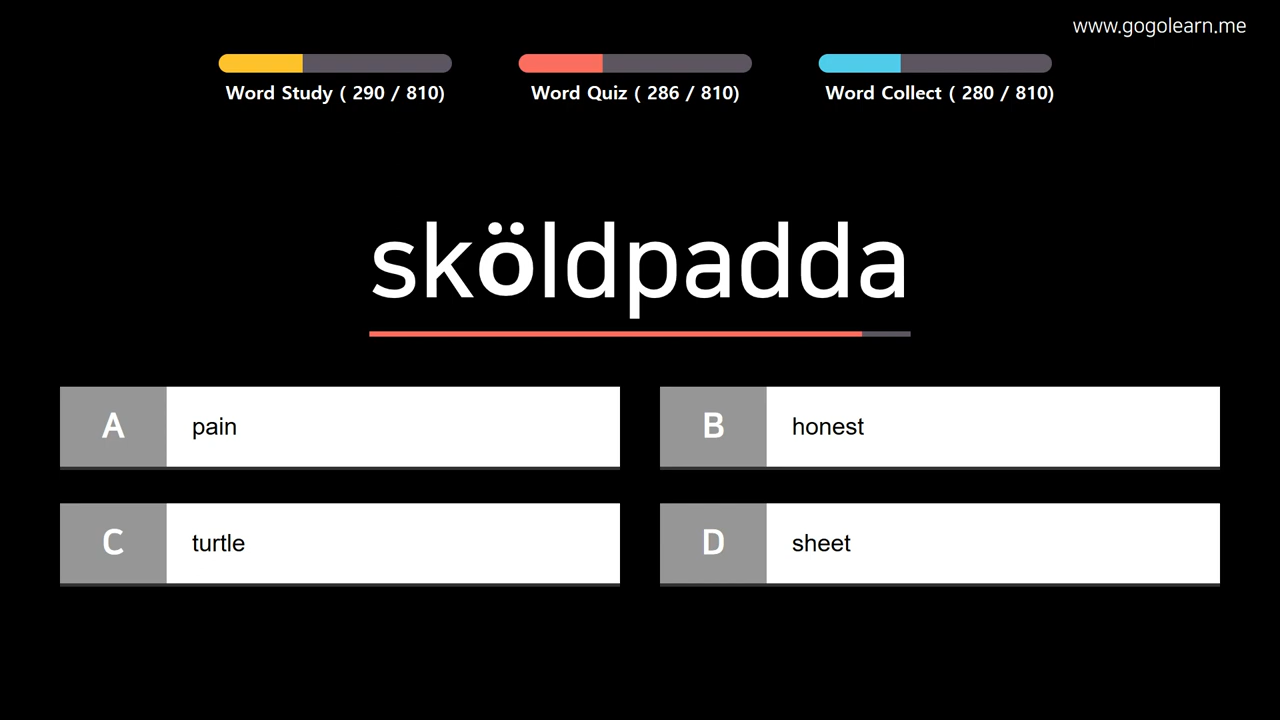 www.gogolearn.me
Word Study ( 290 / 810)
Word Quiz ( 286 / 810)
Word Collect ( 280 / 810)
sköldpadda
A pain
B honest
C turtle
D sheet